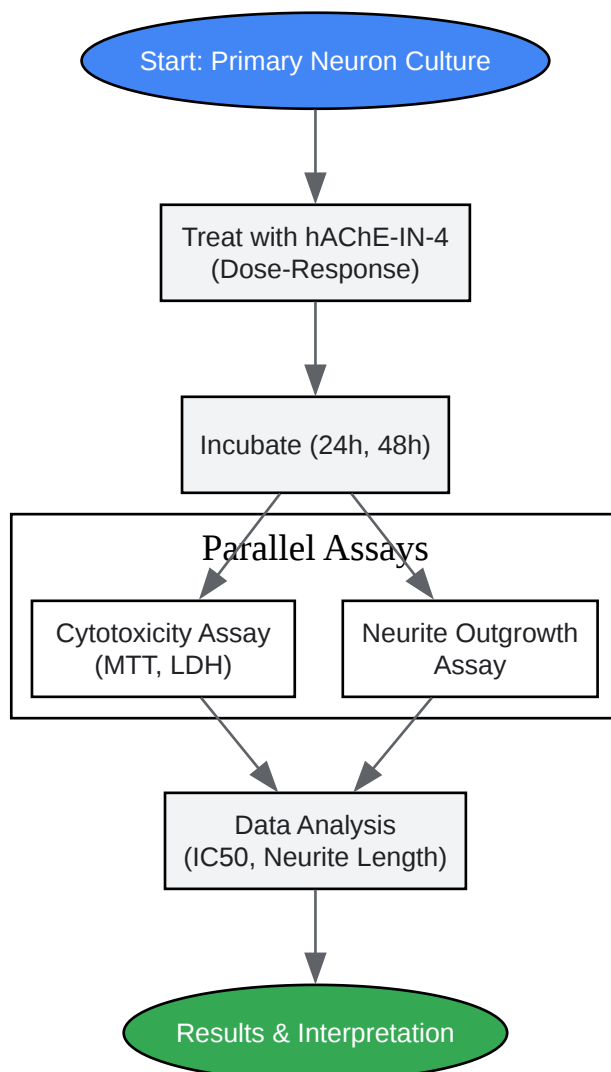 Start: Primary Neuron Culture
Treat with hAChE-IN-4
(Dose-Response)
Incubate (24h, 48h)
Parallel Assays
Cytotoxicity Assay
(MTT, LDH)
Neurite Outgrowth
Assay
Data Analysis
(IC50, Neurite Length)
Results & Interpretation